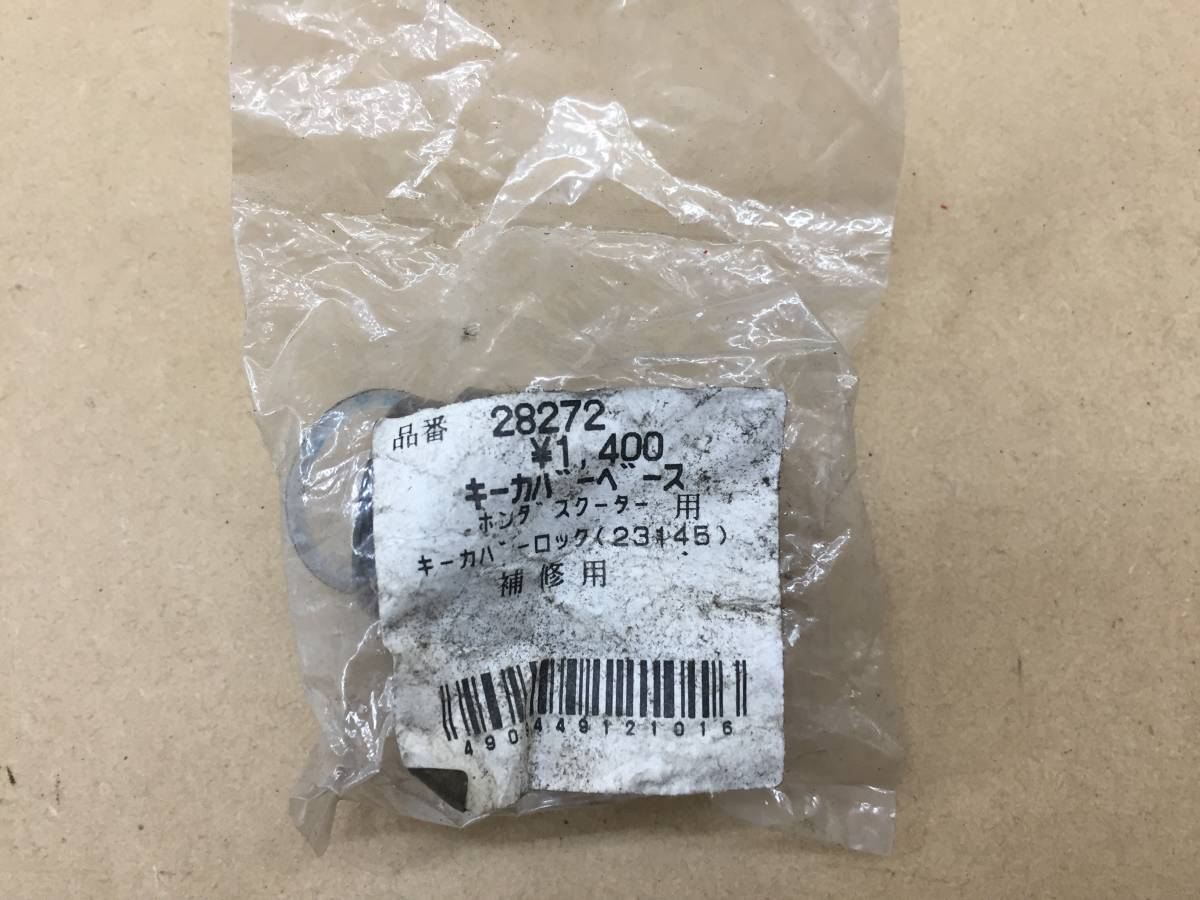 品番 28272
¥1,400
キーカバーベース
ホンダスクーター 用
キーカバーロック(23145)
補修用
490449121016